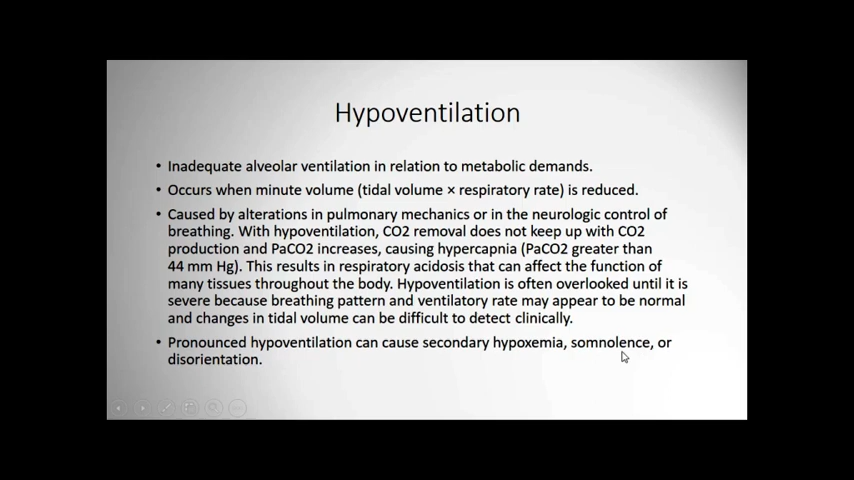 Hypoventilation
• Inadequate alveolar ventilation in relation to metabolic demands.
• Occurs when minute volume (tidal volume × respiratory rate) is reduced.
• Caused by alterations in pulmonary mechanics or in the neurologic control of
breathing. With hypoventilation, CO2 removal does not keep up with CO2
production and PaCO2 increases, causing hypercapnia (PaCO2 greater than
44 mm Hg). This results in respiratory acidosis that can affect the function of
many tissues throughout the body. Hypoventilation is often overlooked until it is
severe because breathing pattern and ventilatory rate may appear to be normal
and changes in tidal volume can be difficult to detect clinically.
• Pronounced hypoventilation can cause secondary hypoxemia, somnolence, or
disorientation.